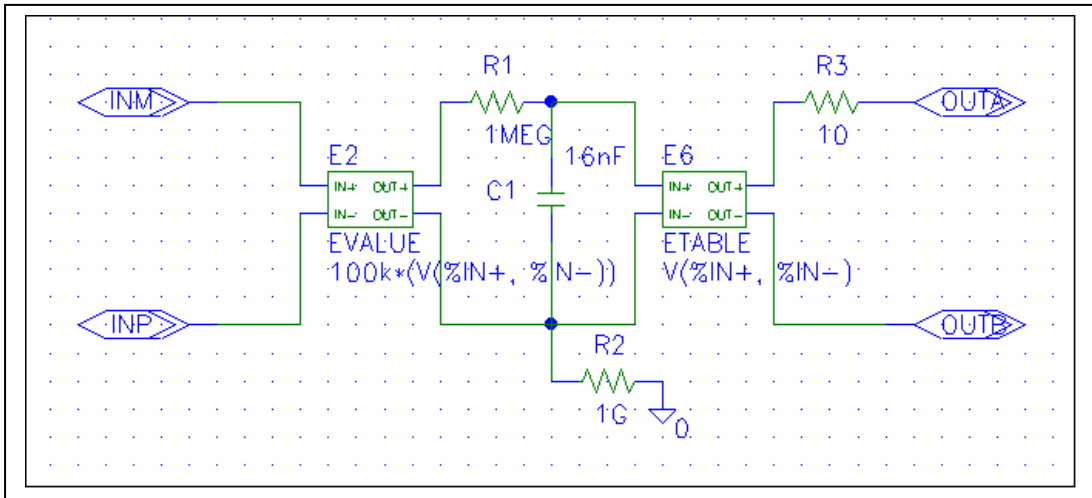 R1
R3
INM
OUTA
1MEG
10
E2
16nF
E6
IN+ OUT+
C1
IN+ OUT+
IN- OUT-
IN- OUT-
EVALUE
ETABLE
100k*(V(%IN+, %IN-))
V(%IN+, %IN-)
INP
OUTB
R2
1G
0